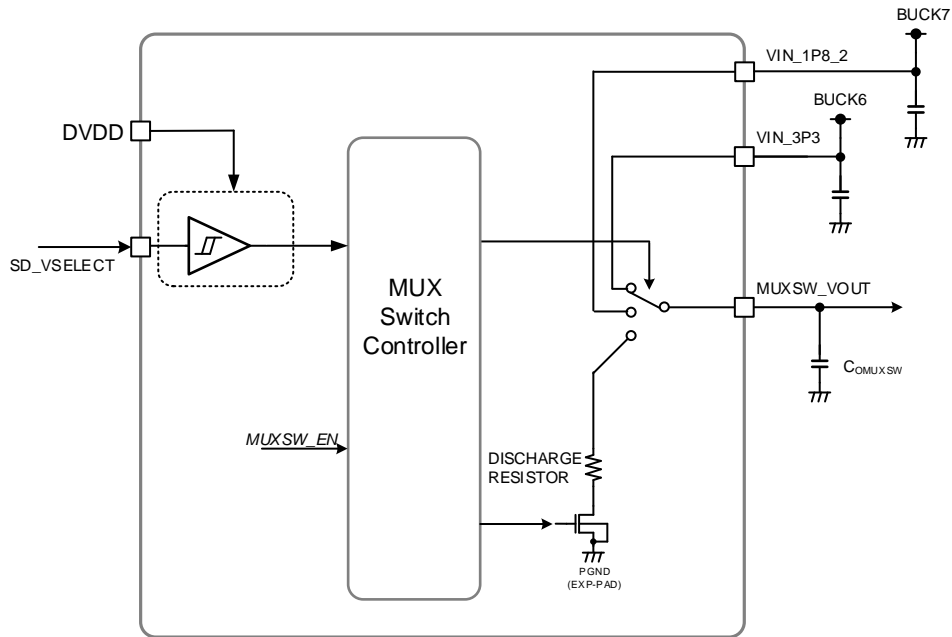 BUCK7
VIN_1P8_2
BUCK6
DVDD
VIN_3P3
SD_VSELECT
MUX
Switch
Controller
MUXSW_VOUT
COMUXSW
MUXSW_EN
DISCHARGE
RESISTOR
PGND
(EXP-PAD)